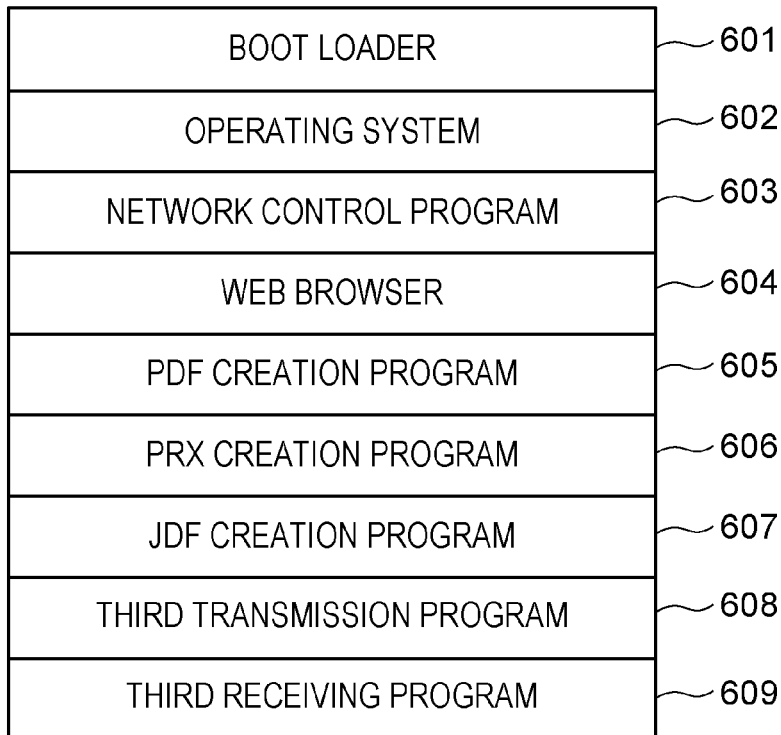 BOOT LOADER 601
OPERATING SYSTEM 602
NETWORK CONTROL PROGRAM 603
WEB BROWSER 604
PDF CREATION PROGRAM 605
PRX CREATION PROGRAM 606
JDF CREATION PROGRAM 607
THIRD TRANSMISSION PROGRAM 608
THIRD RECEIVING PROGRAM 609